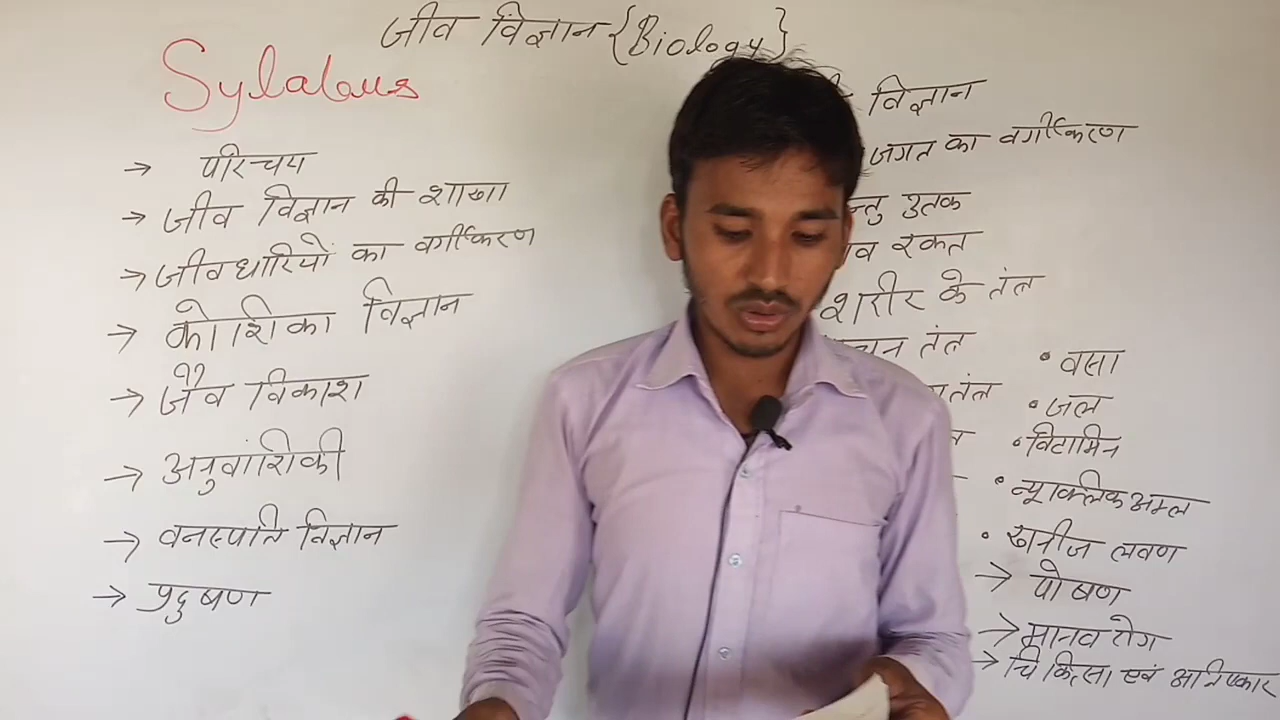 जीव विज्ञान {Biology}
Sylabus
→ परिचय
→ जीव विज्ञान की शाखा
→ जीवधारियों का वर्गीकरण
→ कोशिका विज्ञान
→ जैव विकाश
→ अनुवांशिकी
→ वनस्पति विज्ञान
→ प्रदुषण
विज्ञान
जगत का वर्गीकरण
उतक
रक्त
शरीर के तंत्र
तंत्र
तंत्र
• वसा
• जल
• विटामिन
• न्यूक्लिक अम्ल
• खनीज लवण
→ पोषण
→ मानव रोग
→ चिकित्सा एवं अविष्कार